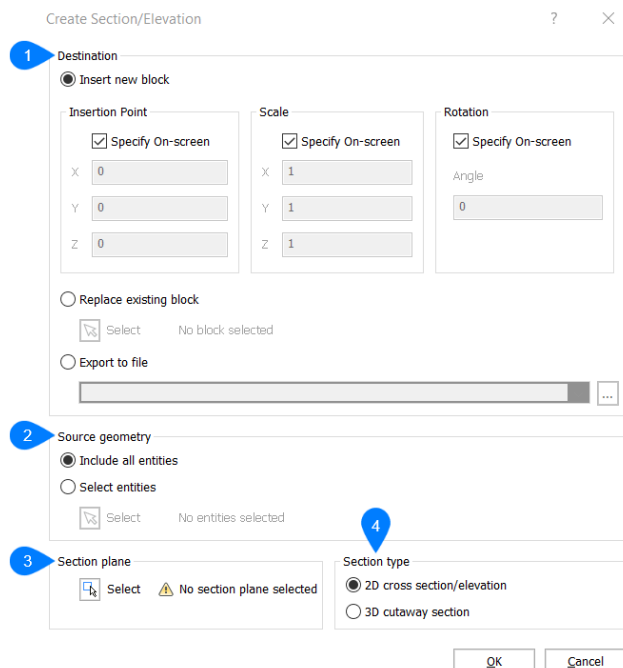 Create Section/Elevation ?
1 Destination
Insert new block
Insertion Point Scale Rotation
Specify On-screen Specify On-screen Specify On-screen
X 0 X 1 Angle
Y 0 Y 1 0
Z 0 Z 1
Replace existing block
Select No block selected
Export to file
...
2 Source geometry
Include all entities
Select entities
Select No entities selected
4
3 Section plane Section type
Select No section plane selected 2D cross section/elevation
3D cutaway section
OK Cancel